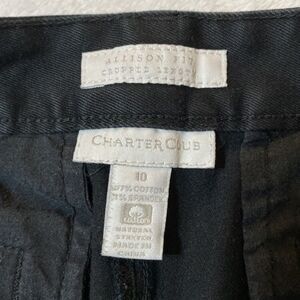 ALLISON FIT
CROPPED LENGTH
CHARTER CLUB
10
97% COTTON
3% SPANDEX
NATURAL
STRETCH
MADE IN
CHINA